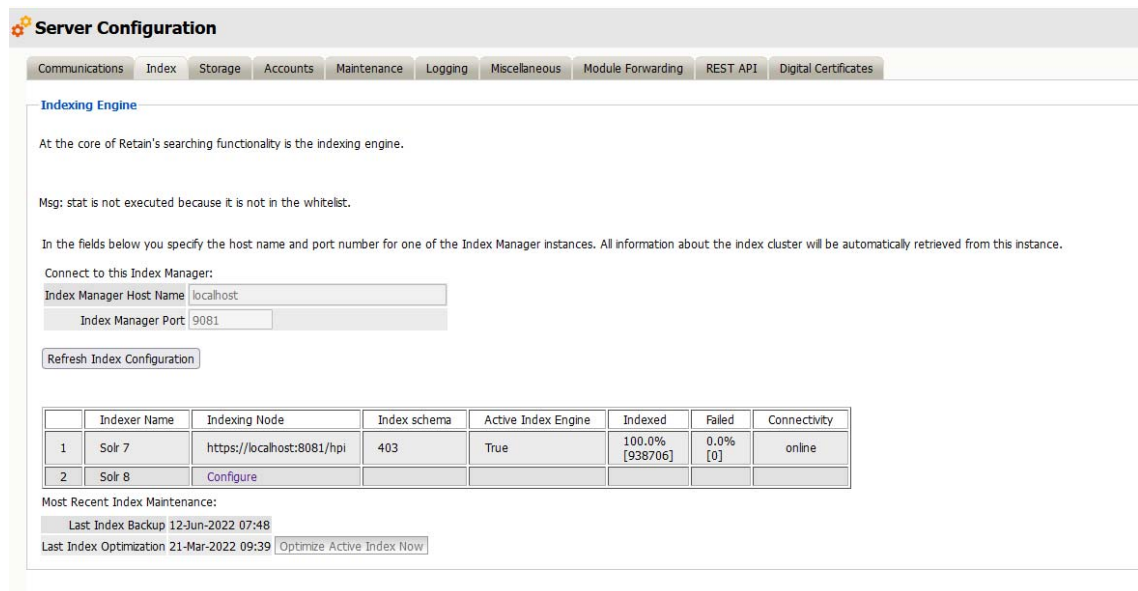 Server Configuration
Communications Index Storage Accounts Maintenance Logging Miscellaneous Module Forwarding REST API Digital Certificates
Indexing Engine
At the core of Retain's searching functionality is the indexing engine.
Msg: stat is not executed because it is not in the whitelist.
In the fields below you specify the host name and port number for one of the Index Manager instances. All information about the index cluster will be automatically retrieved from this instance.
Connect to this Index Manager:
Index Manager Host Name localhost
Index Manager Port 9081
Refresh Index Configuration
Indexer Name Indexing Node Index schema Active Index Engine Indexed Failed Connectivity
1 Solr 7 https://localhost:8081/hpi 403 True 100.0% [938706] 0.0% [0] online
2 Solr 8 Configure
Most Recent Index Maintenance:
Last Index Backup 12-Jun-2022 07:48
Last Index Optimization 21-Mar-2022 09:39 Optimize Active Index Now